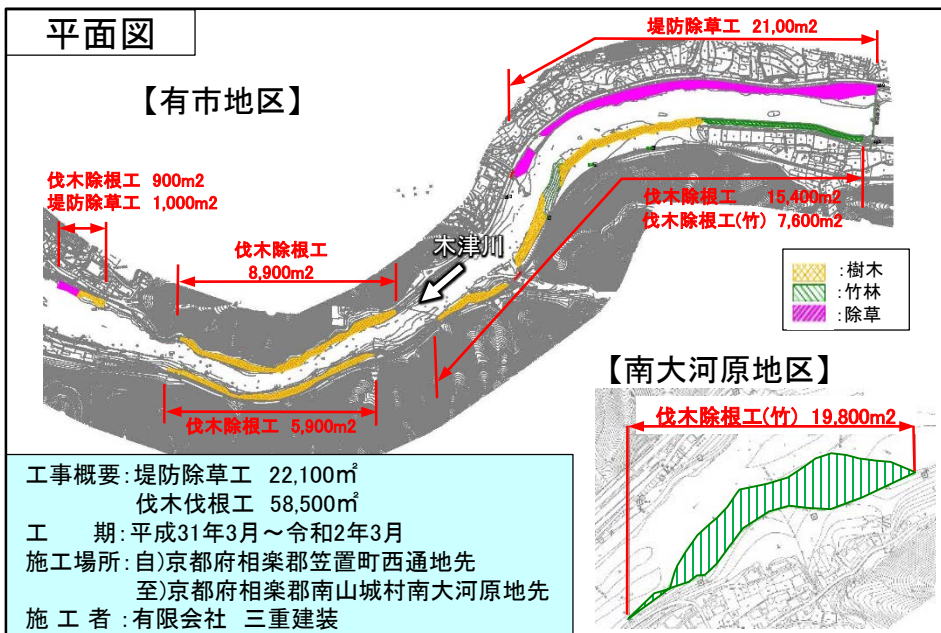 平面図
堤防除草工 21,00m2
【有市地区】
伐木除根工 900m2
堤防除草工 1,000m2
伐木除根工
8,900m2
木津川
伐木除根工 15,400m2
伐木除根工(竹) 7,600m2
:樹木
:竹林
:除草
伐木除根工 5,900m2
【南大河原地区】
伐木除根工(竹) 19,800m2
工事概要:堤防除草工 22,100㎡
伐木伐根工 58,500㎡
工 期:平成31年3月～令和2年3月
施工場所:自)京都府相楽郡笠置町西通地先
至)京都府相楽郡南山城村南大河原地先
施 工 者 :有限会社 三重建装